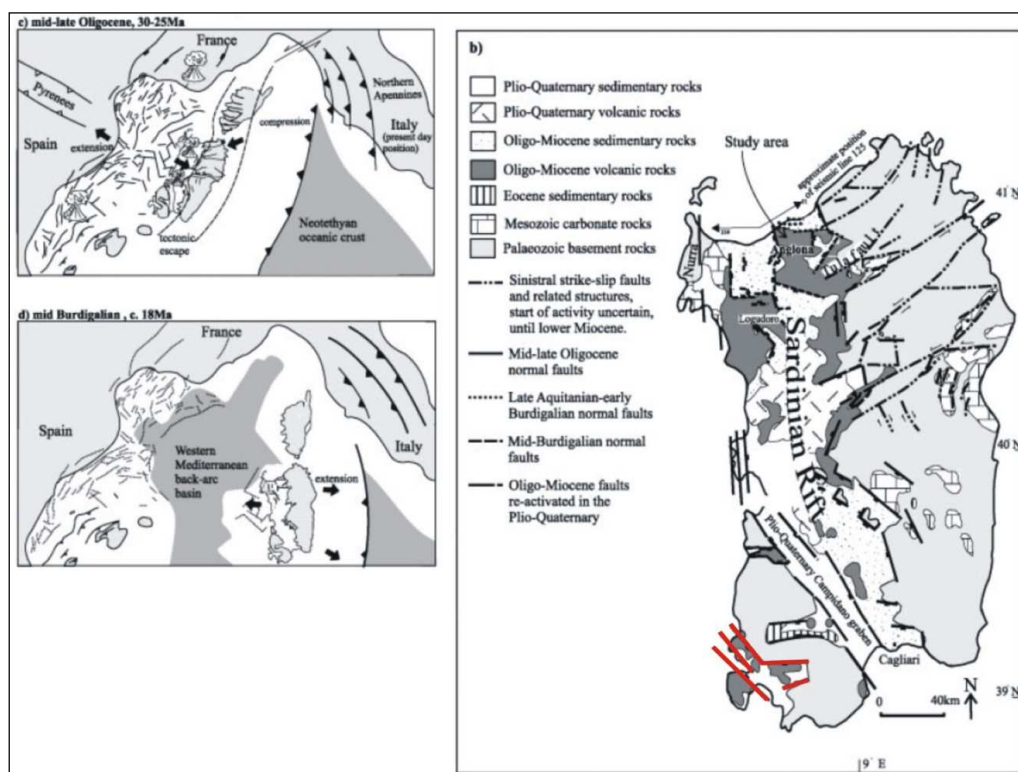 c) mid-late Oligocene, 30-25Ma
France
Pyrenees
Northern
Apennines
Spain
extension
compression
Italy
(present day
position)
Neotethyan
oceanic crust
tectonic
escape
d) mid Burdigalian , c. 18Ma
France
Spain
Italy
Western
Mediterranean
back-arc
basin
extension
b)
Plio-Quaternary sedimentary rocks
Plio-Quaternary volcanic rocks
Oligo-Miocene sedimentary rocks
Oligo-Miocene volcanic rocks
Eocene sedimentary rocks
Mesozoic carbonate rocks
Palaeozoic basement rocks
Sinistral strike-slip faults
and related structures,
start of activity uncertain,
until lower Miocene.
Mid-late Oligocene
normal faults
Late Aquitanian-early
Burdigalian normal faults
Mid-Burdigalian normal
faults
Oligo-Miocene faults
re-activated in the
Plio-Quaternary
Study area
approximate position
of seismic line 125
41°
Nurra
Anglona
Tula fault
Logudoro
Sardinian Rift
40°N
Plio-Quaternary Campidano graben
Cagliari
N
39°N
0 40km
9° E